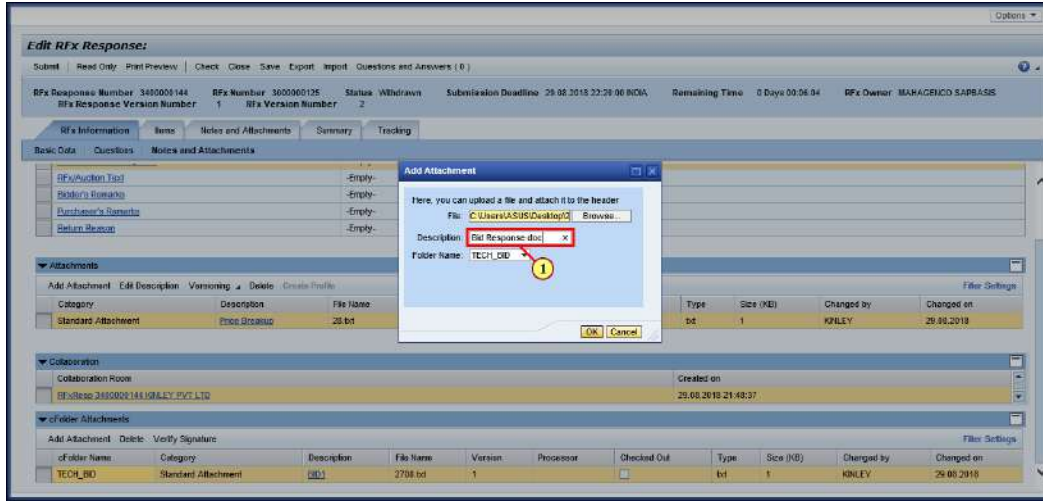 Options
Edit RFx Response:
Submit Read Only Print Preview Check Close Save Export Import Questions and Answers ( 0 )
RFx Response Number 3400000144 RFx Number 3000000125 Status Withdrawn Submission Deadline 29.08.2018 22:29:00 INDIA Remaining Time 0 Days 00:06:04 RFx Owner MAHAGENCO SAPBASIS
RFx Response Version Number 1 RFx Version Number 2
RFx Information Items Notes and Attachments Summary Tracking
Basic Data Questions Notes and Attachments
RFx/Auction Text -Empty-
Bidder's Remarks -Empty-
Purchaser's Remarks -Empty-
Return Reason -Empty-
Add Attachment
Here, you can upload a file and attach it to the header
File: C:\Users\ASUS\Desktop\2 Browse...
Description: Bid Response doc
Folder Name: TECH_BID
1
OK Cancel
Attachments
Add Attachment Edit Description Versioning Delete Create Profile Filter Settings
Category Description File Name Type Size (KB) Changed by Changed on
Standard Attachment Price Breakup 28.txt txt 1 KINLEY 29.08.2018
Collaboration
Collaboration Room Created on
RFxResp 3400000144 KINLEY PVT LTD 29.08.2018 21:48:37
cFolder Attachments
Add Attachment Delete Verify Signature Filter Settings
cFolder Name Category Description File Name Version Processor Checked Out Type Size (KB) Changed by Changed on
TECH_BID Standard Attachment BID1 2708.txt 1 txt 1 KINLEY 29.08.2018